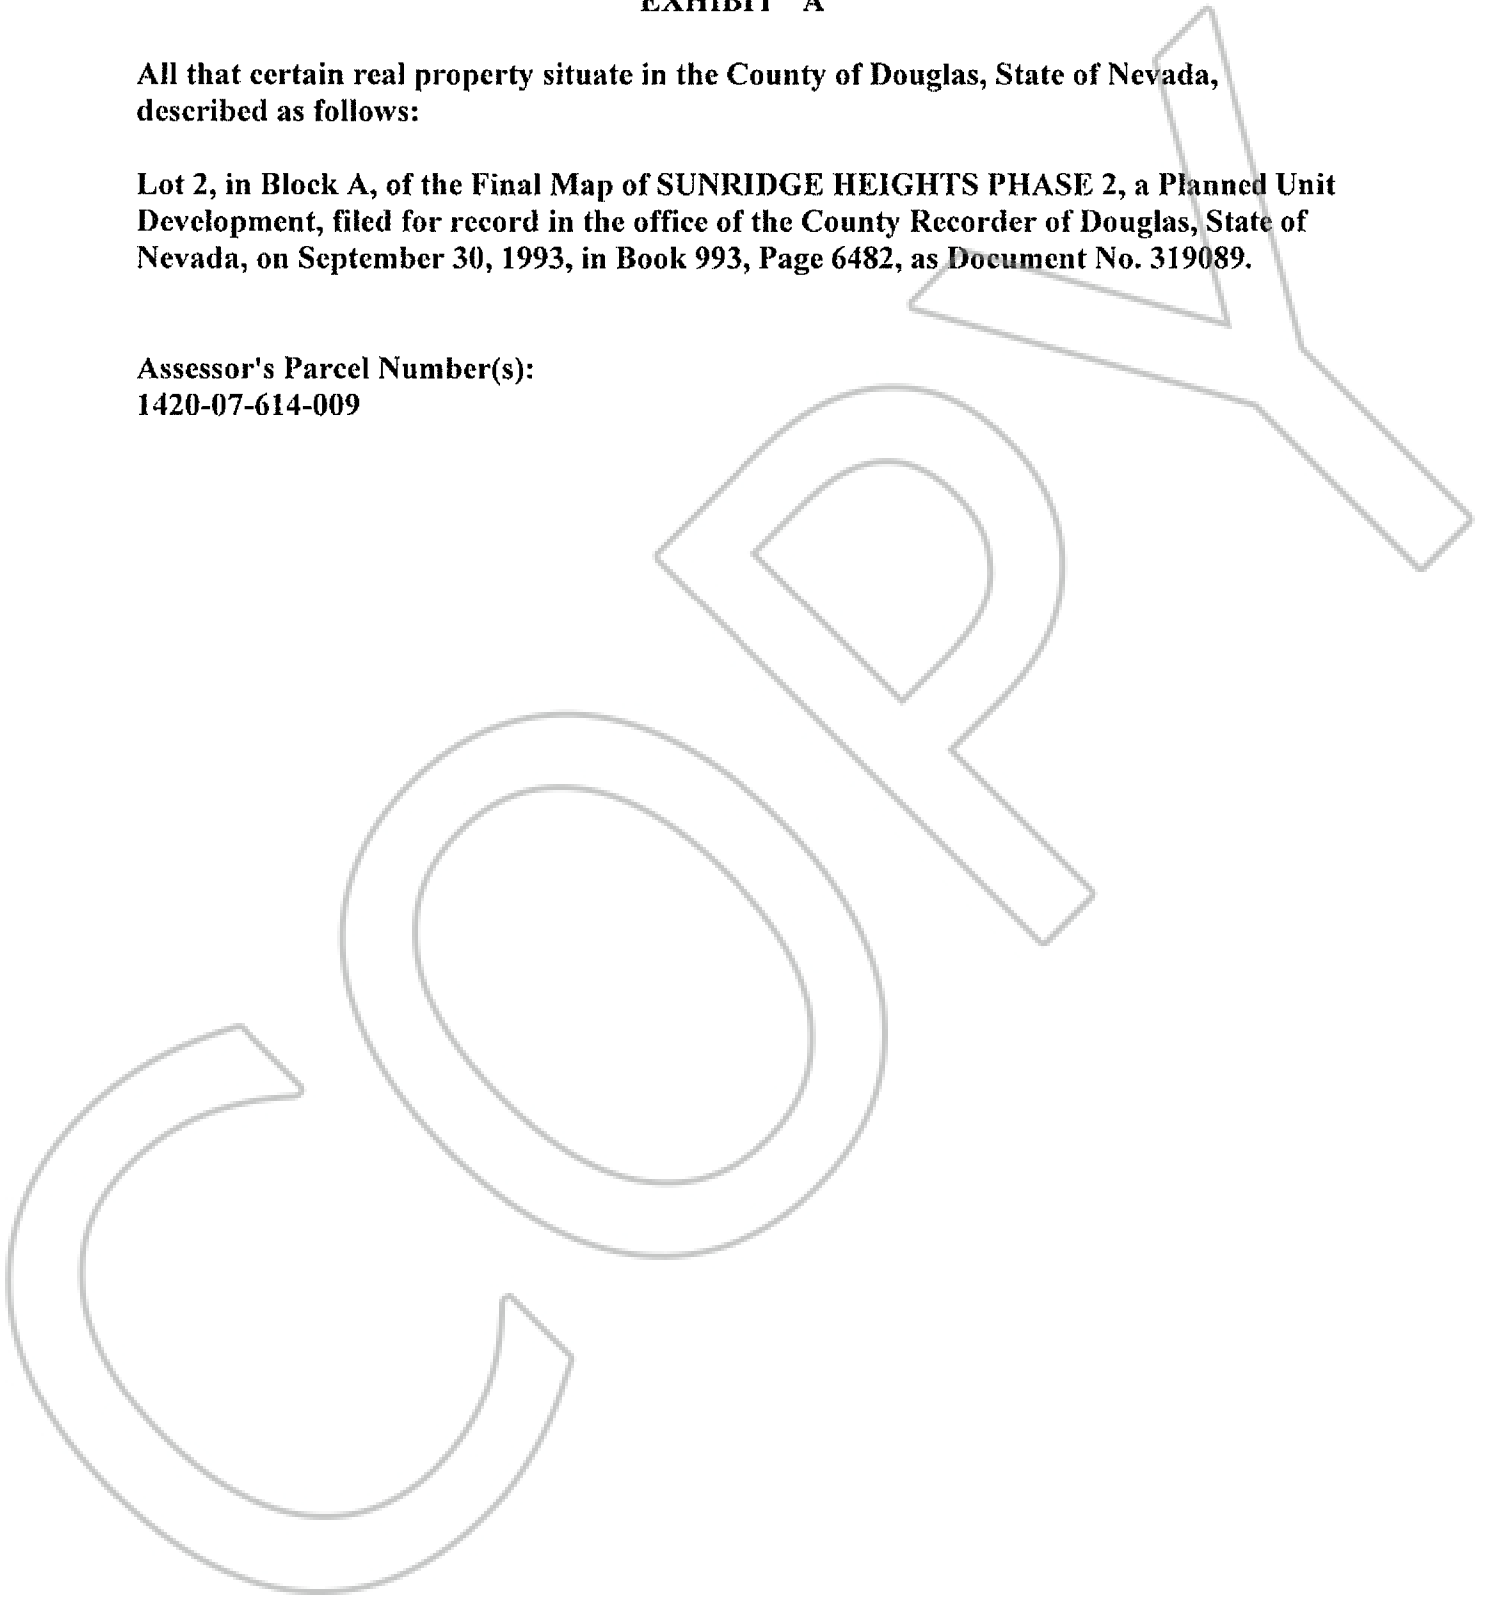 EXHIBIT "A
All that certain real property situate in the County of Douglas, State of Nevada,
described as follows:
Lot 2, in Block A, of the Final Map of SUNRIDGE HEIGHTS PHASE 2, a Planned Unit
Development, filed for record in the office of the County Recorder of Douglas, State of
Nevada, on September 30, 1993, in Book 993, Page 6482, as Document No. 319089.
Assessor's Parcel Number(s):
1420-07-614-009
COPY